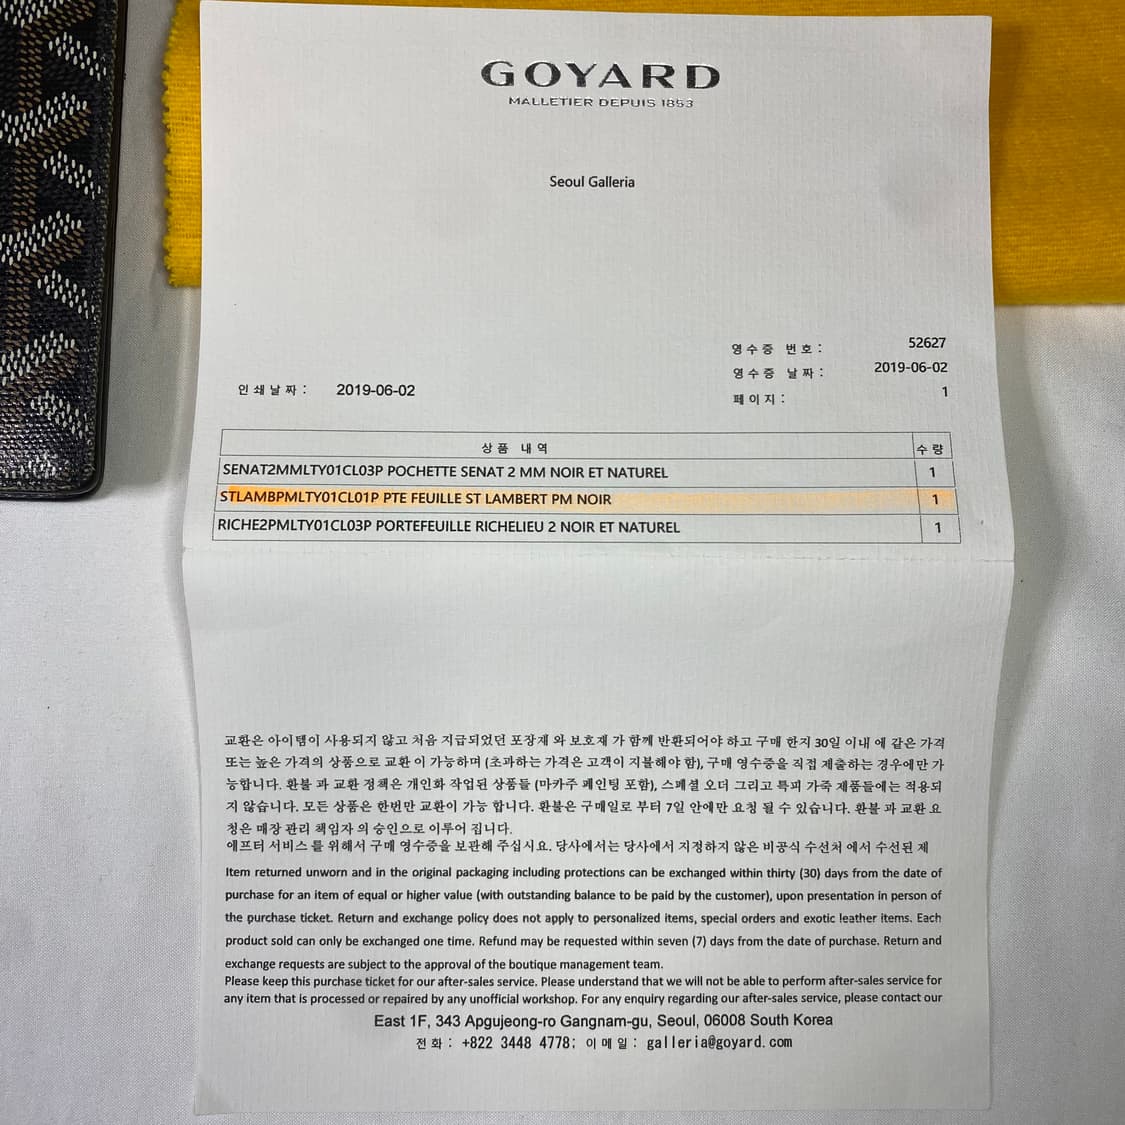 GOYARD
MALLETIER DEPUIS 1853
Seoul Galleria
영수증 번호: 52627
영수증 날짜: 2019-06-02
인쇄날짜: 2019-06-02
페이지: 1
상품 내역 수량
SENAT2MMLTY01CL03P POCHETTE SENAT 2 MM NOIR ET NATUREL 1
STLAMBPMLTY01CL01P PTE FEUILLE ST LAMBERT PM NOIR 1
RICHE2PMLTY01CL03P PORTEFEUILLE RICHELIEU 2 NOIR ET NATUREL 1
교환은 아이템이 사용되지 않고 처음 지급되었던 포장재 와 보호재 가 함께 반환되어야 하고 구매 한지 30일 이내 에 같은 가격
또는 높은 가격의 상품으로 교환 이 가능하며 (초과하는 가격은 고객이 지불해야 함), 구매 영수증을 직접 제출하는 경우에만 가
능합니다. 환불 과 교환 정책은 개인화 작업된 상품들 (마카주 페인팅 포함), 스페셜 오더 그리고 특피 가죽 제품들에는 적용되
지 않습니다. 모든 상품은 한번만 교환이 가능 합니다. 환불은 구매일로 부터 7일 안에만 요청 될 수 있습니다. 환불 과 교환 요
청은 매장 관리 책임자 의 승인으로 이루어 집니다.
에프터 서비스 를 위해서 구매 영수증을 보관해 주십시요. 당사에서는 당사에서 지정하지 않은 비공식 수선처 에서 수선된 제
Item returned unworn and in the original packaging including protections can be exchanged within thirty (30) days from the date of
purchase for an item of equal or higher value (with outstanding balance to be paid by the customer), upon presentation in person of
the purchase ticket. Return and exchange policy does not apply to personalized items, special orders and exotic leather items. Each
product sold can only be exchanged one time. Refund may be requested within seven (7) days from the date of purchase. Return and
exchange requests are subject to the approval of the boutique management team.
Please keep this purchase ticket for our after-sales service. Please understand that we will not be able to perform after-sales service for
any item that is processed or repaired by any unofficial workshop. For any enquiry regarding our after-sales service, please contact our
East 1F, 343 Apgujeong-ro Gangnam-gu, Seoul, 06008 South Korea
전화: +822 3448 4778; 이메일: galleria@goyard.com